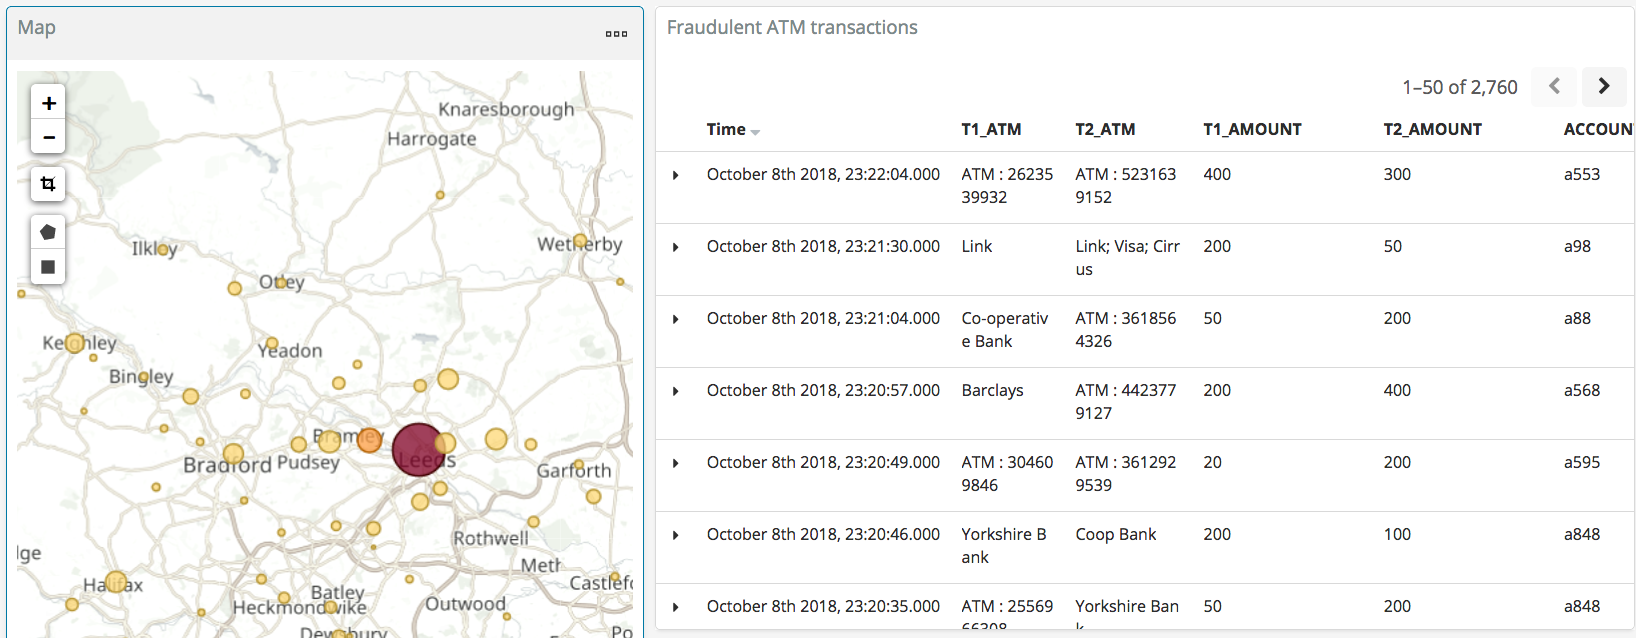 Map
+
−
Knaresborough
Harrogate
Ilkley
Wetherby
Otley
Keighley
Yeadon
Bingley
Bramley
Leeds
Bradford
Pudsey
Garforth
Rothwell
lge
Meth
Halifax
Batley
Castlefo
Heckmondwike
Outwood
Dewsbury
Po
Fraudulent ATM transactions
1–50 of 2,760
Time T1_ATM T2_ATM T1_AMOUNT T2_AMOUNT ACCOUN
October 8th 2018, 23:22:04.000 ATM : 26235 ATM : 523163 400 300 a553
39932 9152
October 8th 2018, 23:21:30.000 Link Link; Visa; Cirr 200 50 a98
us
October 8th 2018, 23:21:04.000 Co-operativ ATM : 361856 50 200 a88
e Bank 4326
October 8th 2018, 23:20:57.000 Barclays ATM : 442377 200 400 a568
9127
October 8th 2018, 23:20:49.000 ATM : 30460 ATM : 361292 20 200 a595
9846 9539
October 8th 2018, 23:20:46.000 Yorkshire B Coop Bank 200 100 a848
ank
October 8th 2018, 23:20:35.000 ATM : 25569 Yorkshire Ban 50 200 a848
66308 k